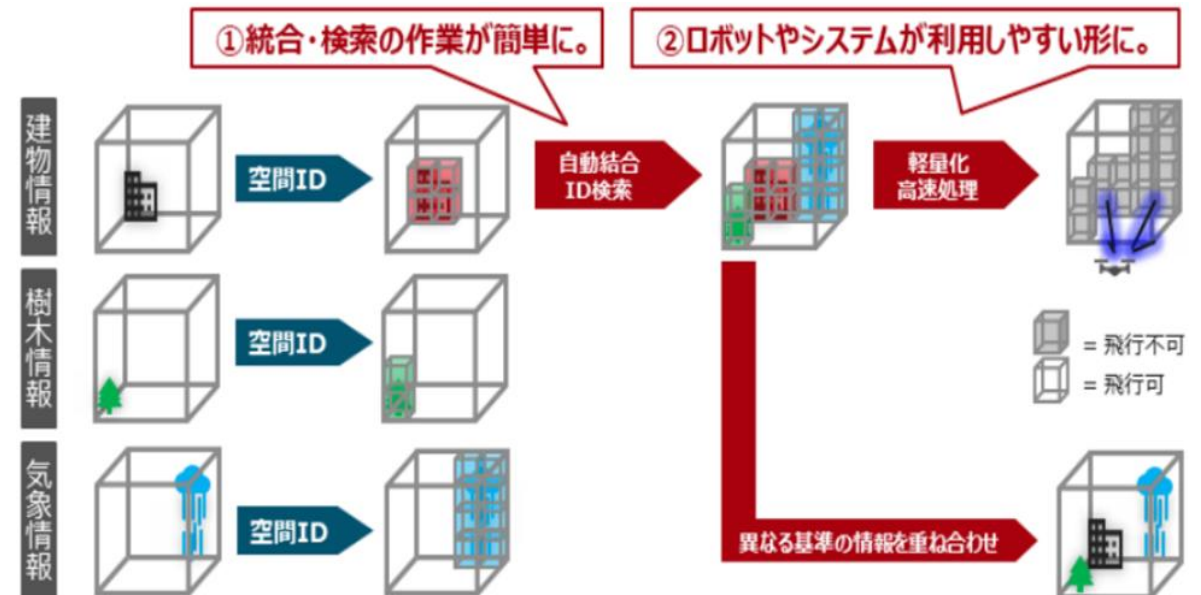 ①統合・検索の作業が簡単に。
②ロボットやシステムが利用しやすい形に。
建物情報
空間ID
自動結合
ID検索
軽量化
高速処理
樹木情報
空間ID
= 飛行不可
= 飛行可
気象情報
空間ID
異なる基準の情報を重ね合わせ